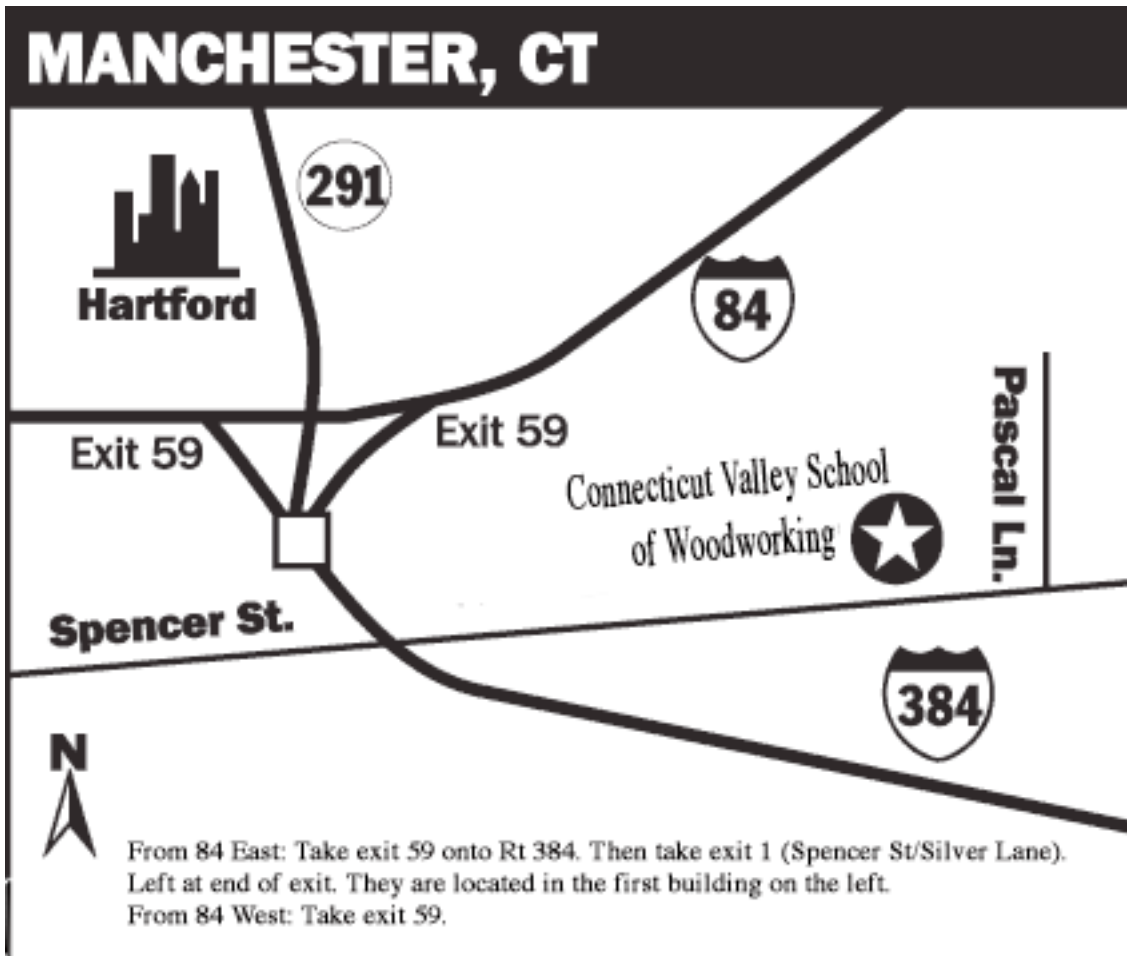 MANCHESTER, CT
291
Hartford
84
Exit 59
Exit 59
Pascal Ln.
Connecticut Valley School
of Woodworking
Spencer St.
384
N
From 84 East: Take exit 59 onto Rt 384. Then take exit 1 (Spencer St/Silver Lane).
Left at end of exit. They are located in the first building on the left.
From 84 West: Take exit 59.